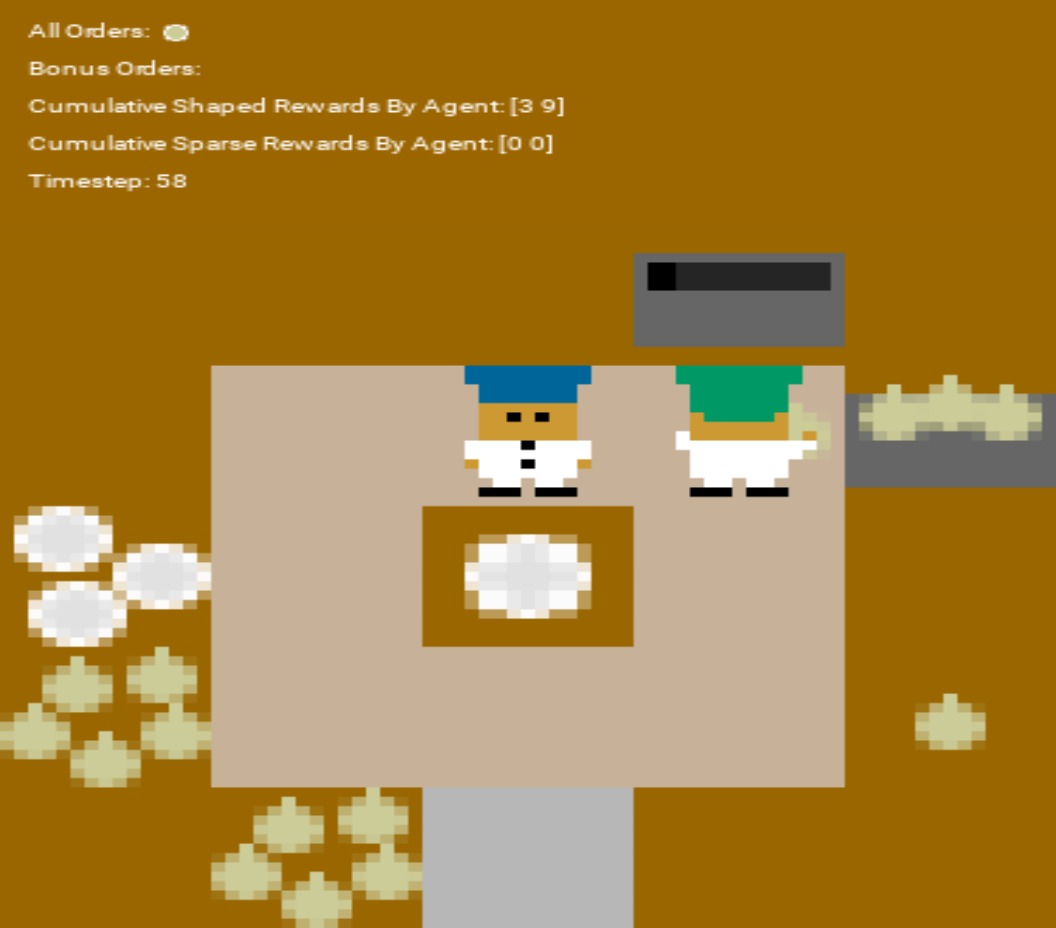 All Orders:
Bonus Orders:
Cumulative Shaped Rewards By Agent: [3 9]
Cumulative Sparse Rewards By Agent: [0 0]
Timestep: 58